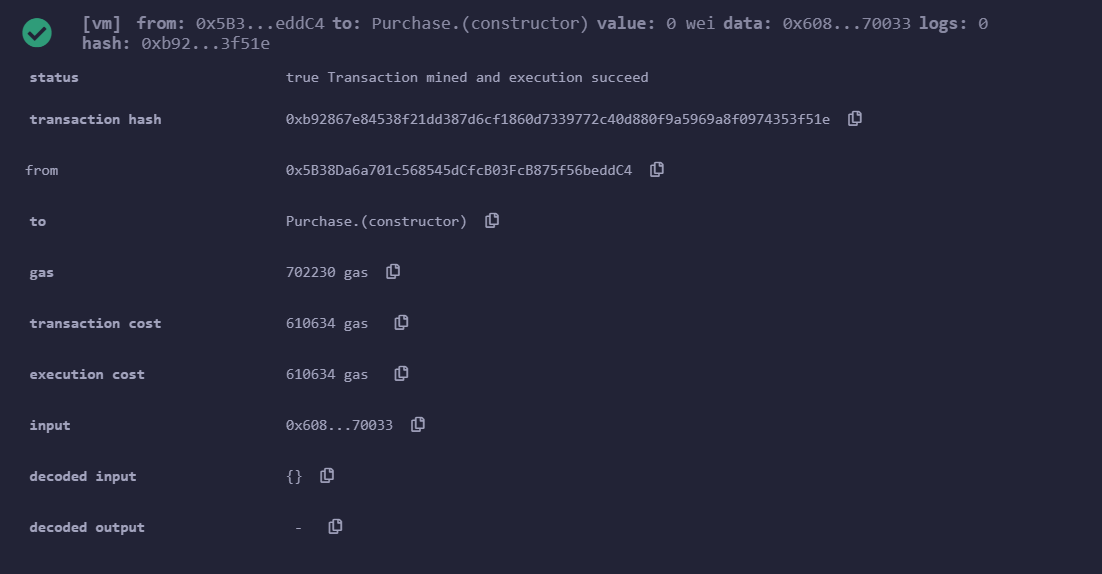 [vm] from: 0x5B3...eddC4 to: Purchase.(constructor) value: 0 wei data: 0x608...70033 logs: 0
hash: 0xb92...3f51e
status true Transaction mined and execution succeed
transaction hash 0xb92867e84538f21dd387d6cf1860d7339772c40d880f9a5969a8f0974353f51e
from 0x5B38Da6a701c568545dCfcB03FcB875f56beddC4
to Purchase.(constructor)
gas 702230 gas
transaction cost 610634 gas
execution cost 610634 gas
input 0x608...70033
decoded input {}
decoded output -